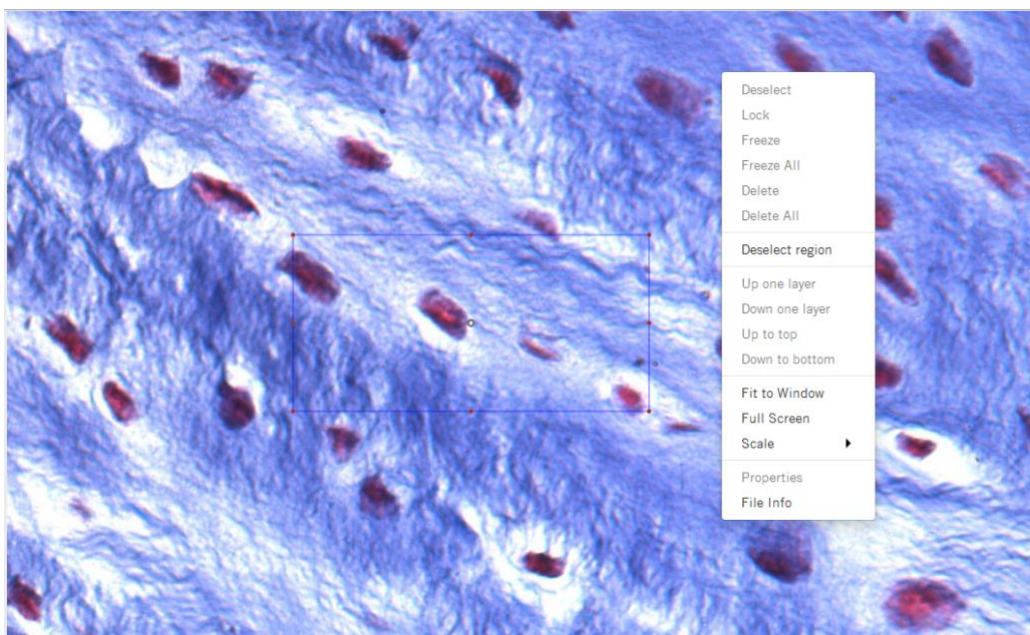 Deselect
Lock
Freeze
Freeze All
Delete
Delete All
Deselect region
Up one layer
Down one layer
Up to top
Down to bottom
Fit to Window
Full Screen
Scale
Properties
File Info